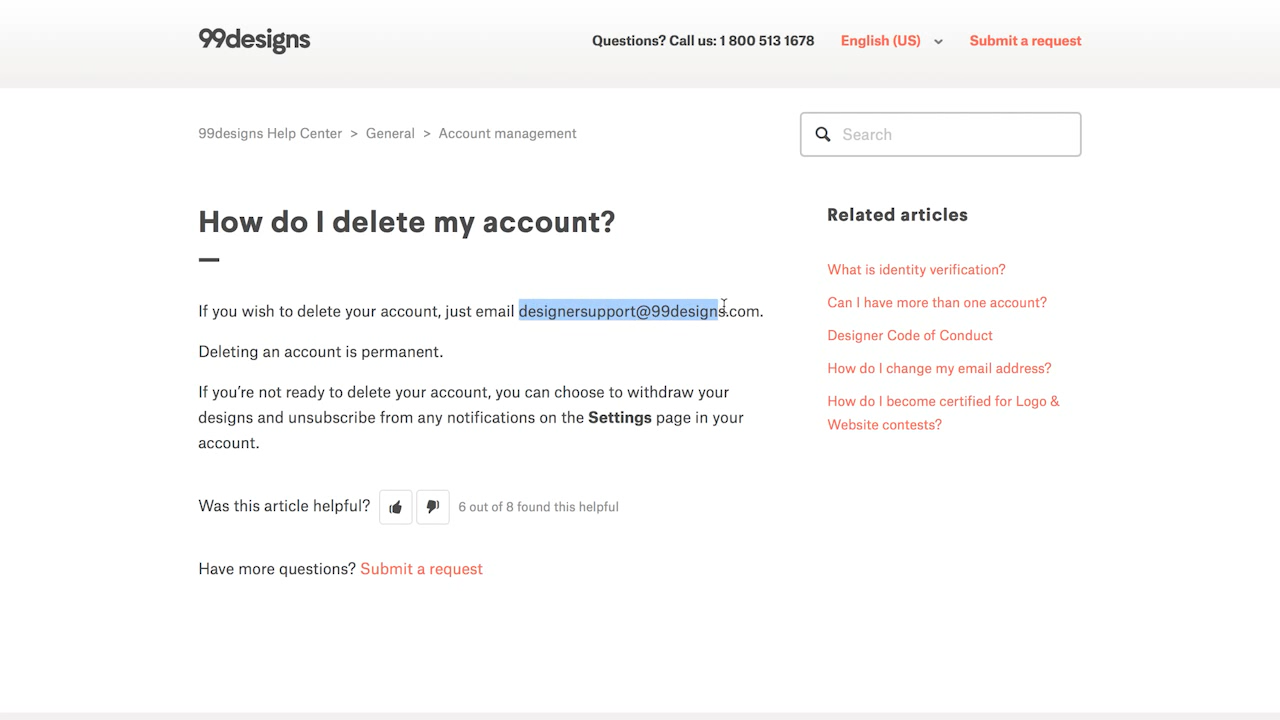 99designs
Questions? Call us: 1 800 513 1678
English (US)
Submit a request
99designs Help Center > General > Account management
Search
How do I delete my account?
If you wish to delete your account, just email designersupport@99designs.com.
Deleting an account is permanent.
If you’re not ready to delete your account, you can choose to withdraw your
designs and unsubscribe from any notifications on the Settings page in your
account.
Was this article helpful?
6 out of 8 found this helpful
Have more questions? Submit a request
Related articles
What is identity verification?
Can I have more than one account?
Designer Code of Conduct
How do I change my email address?
How do I become certified for Logo &
Website contests?